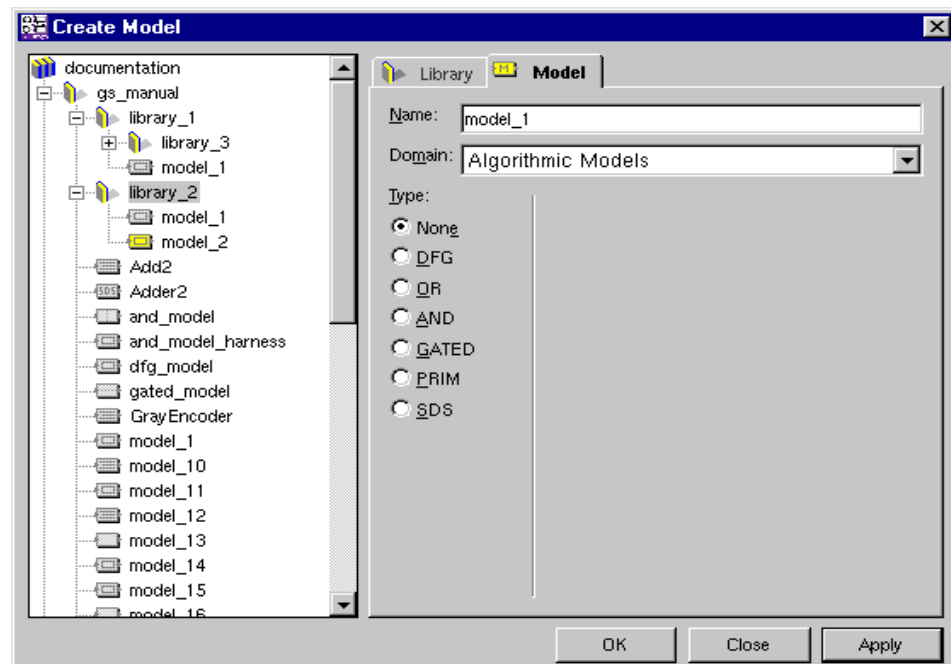 Create Model
documentation
gs_manual
library_1
library_3
model_1
library_2
model_1
model_2
Add2
SDS Adder2
and_model
and_model_harness
dfg_model
gated_model
GrayEncoder
model_1
model_10
model_11
model_12
model_13
model_14
model_15
model_16
Library
M Model
Name: model_1
Domain: Algorithmic Models
Type:
None
DFG
OR
AND
GATED
PRIM
SDS
OK Close Apply